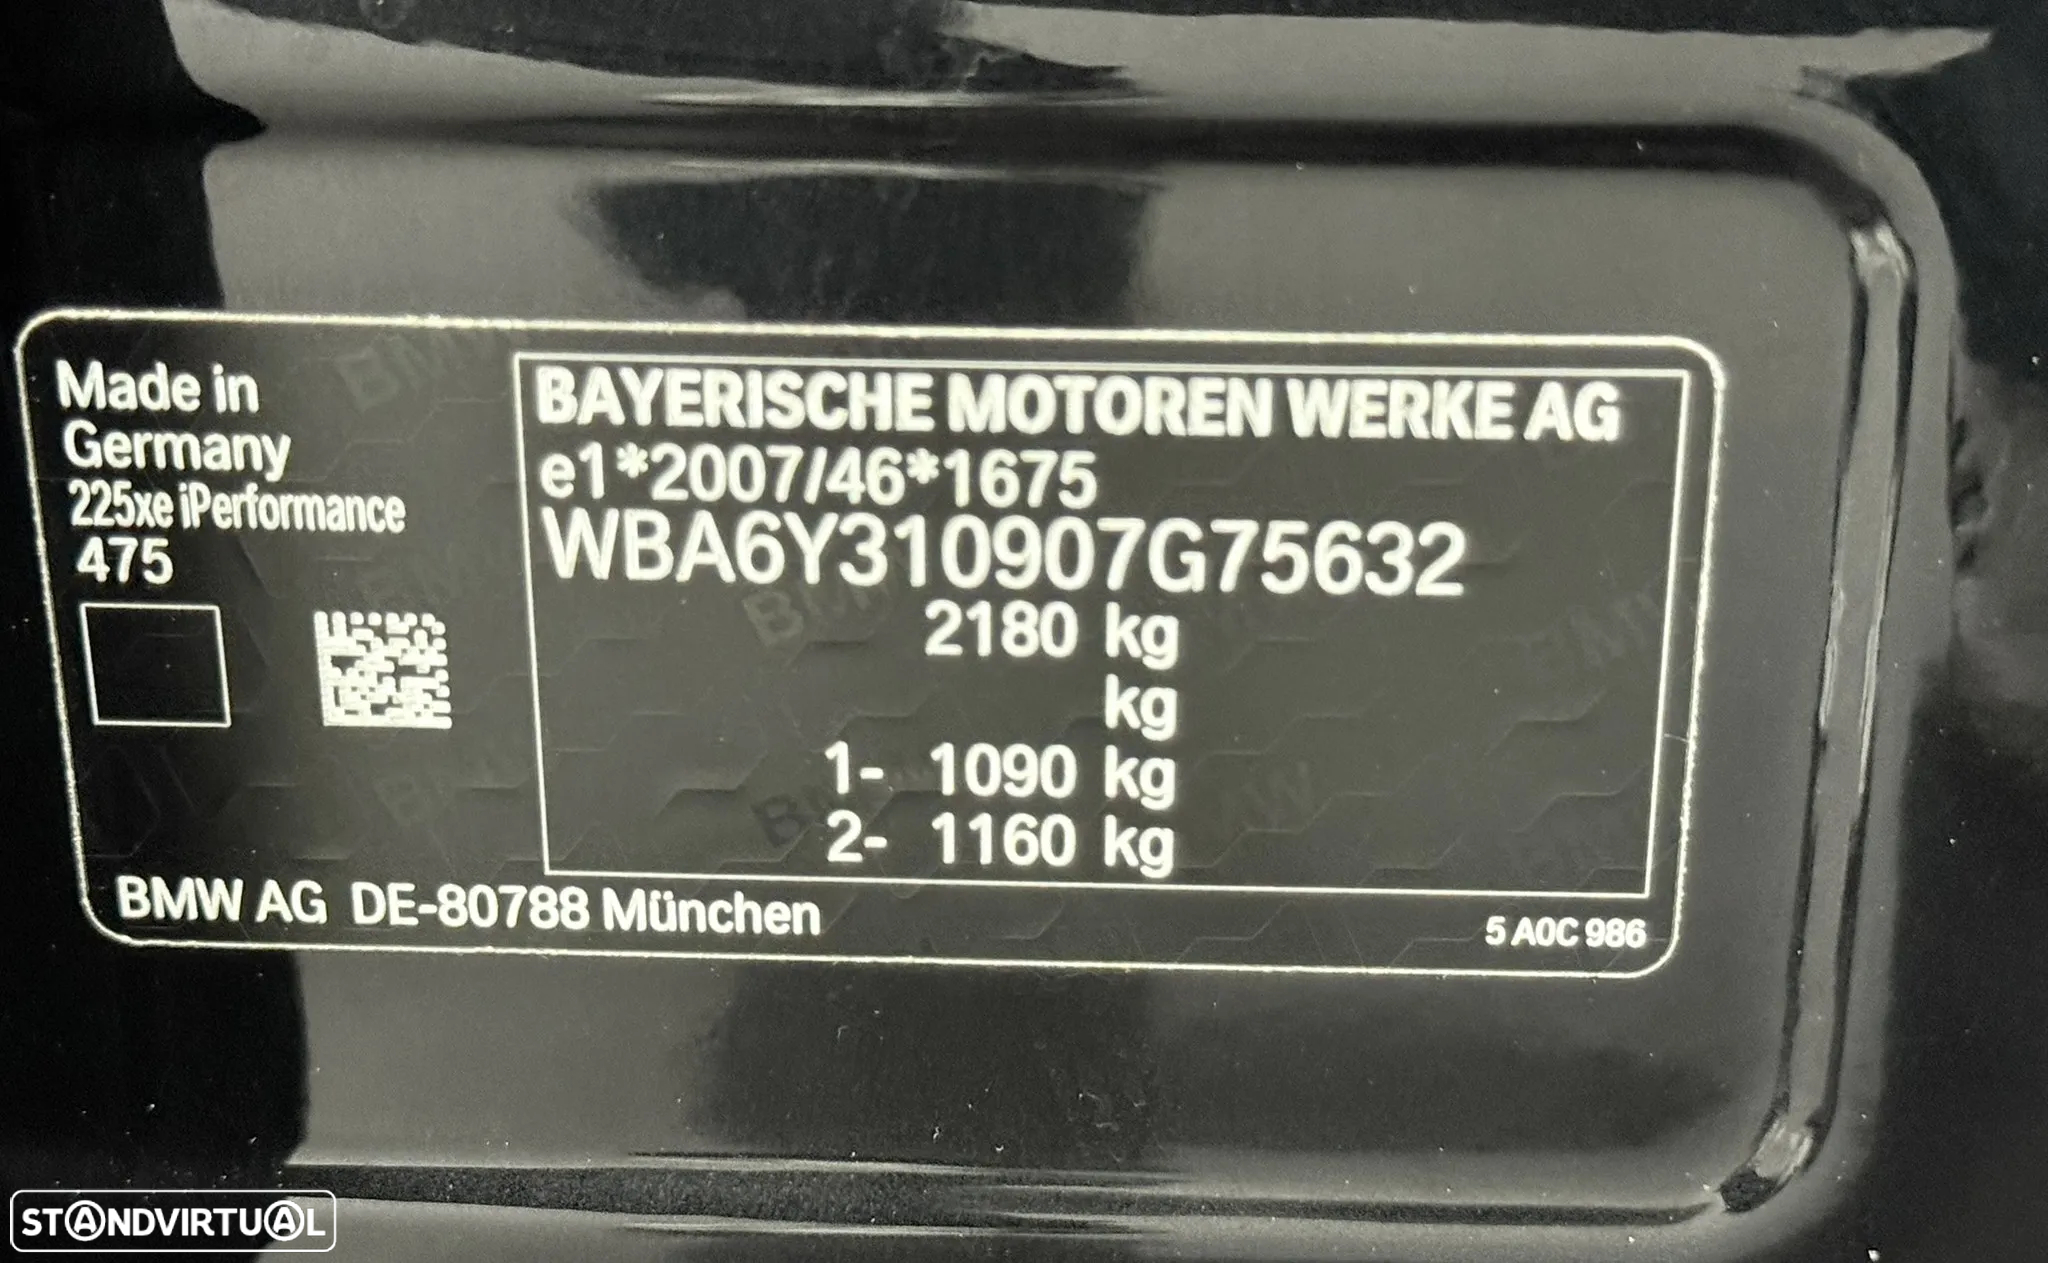 Made in
Germany
225xe iPerformance
475
BAYERISCHE MOTOREN WERKE AG
e1*2007/46*1675
WBA6Y310907G75632
2180 kg
kg
1- 1090 kg
2- 1160 kg
BMW AG DE-80788 München
5 A0C 986
STANDVIRTUAL